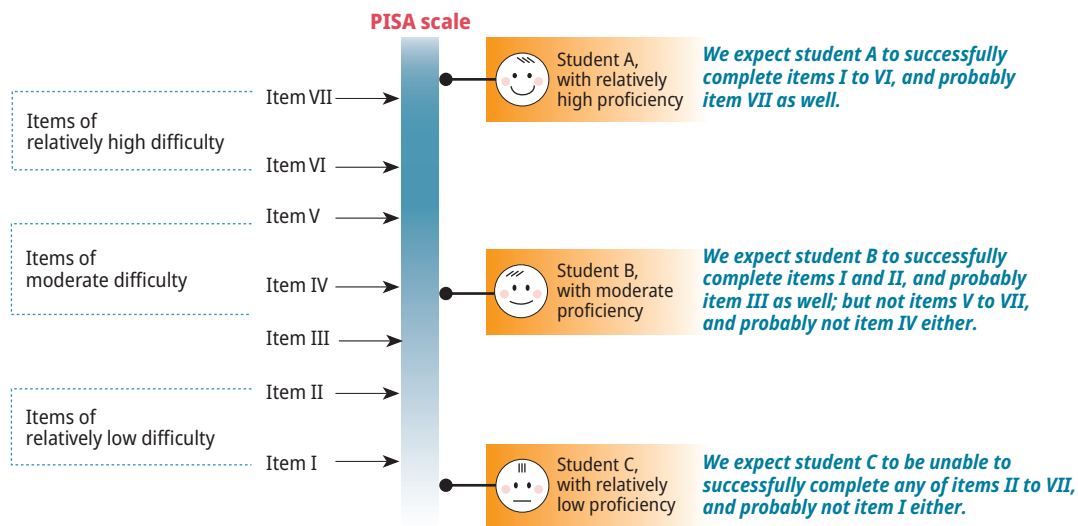 PISA scale
Item VII
Items of
relatively high difficulty
Item VI
Item V
Items of
moderate difficulty
Item IV
Item III
Item II
Items of
relatively low difficulty
Item I
Student A,
with relatively
high proficiency
We expect student A to successfully
complete items I to VI, and probably
item VII as well.
Student B,
with moderate
proficiency
We expect student B to successfully
complete items I and II, and probably
item III as well; but not items V to VII,
and probably not item IV either.
Student C,
with relatively
low proficiency
We expect student C to be unable to
successfully complete any of items II to VII,
and probably not item I either.